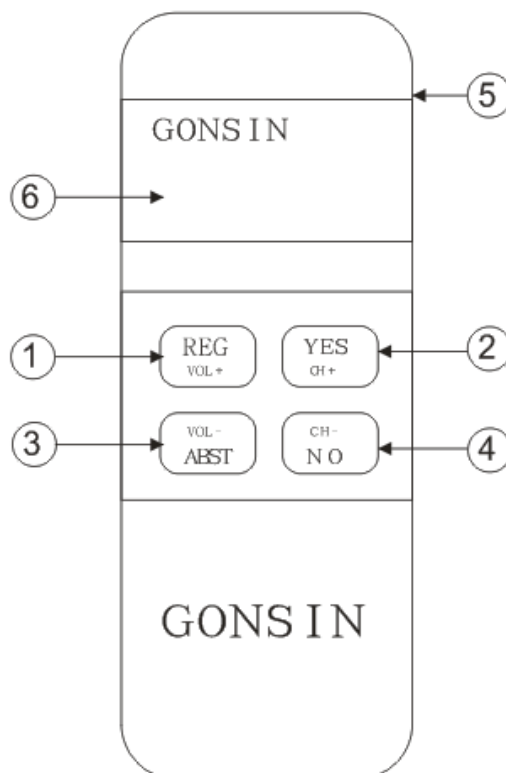 5
GONSIN
6
1
REG
VOL+
YES
CH+
2
3
VOL-
ABST
CH-
NO
4
GONSIN